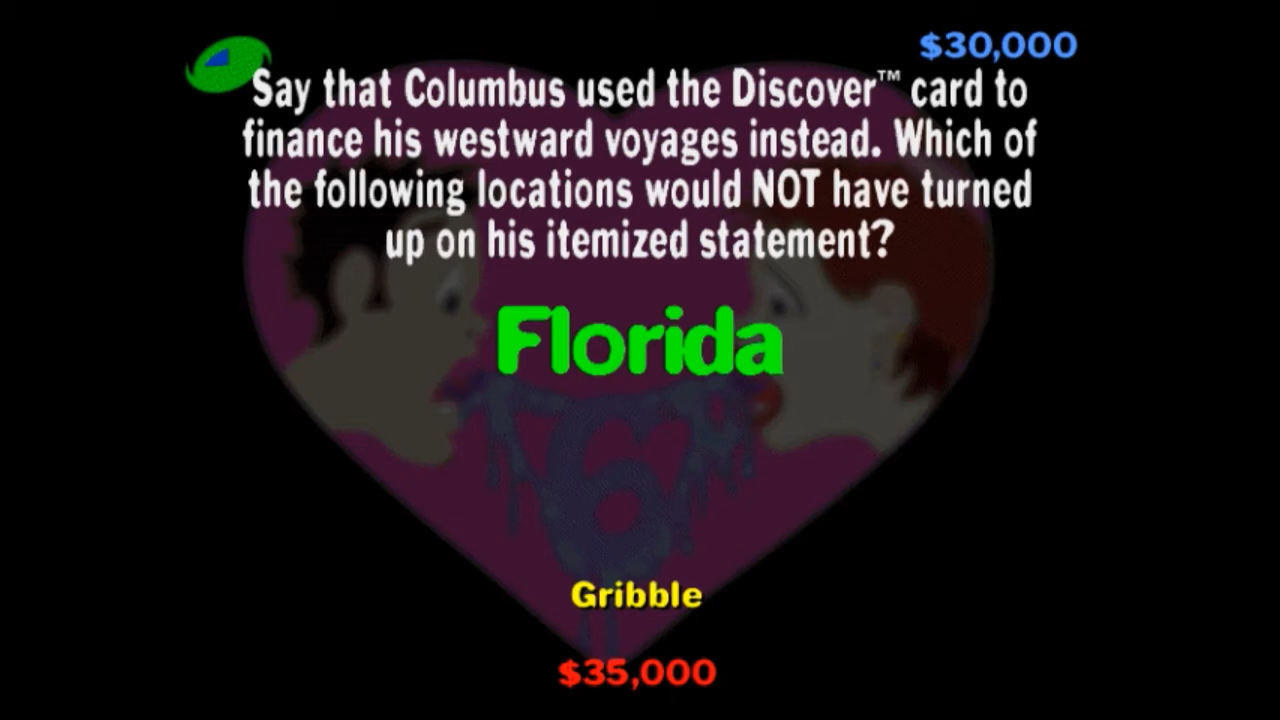 $30,000
Say that Columbus used the Discover™ card to
finance his westward voyages instead. Which of
the following locations would NOT have turned
up on his itemized statement?
Florida
6
Gribble
$35,000